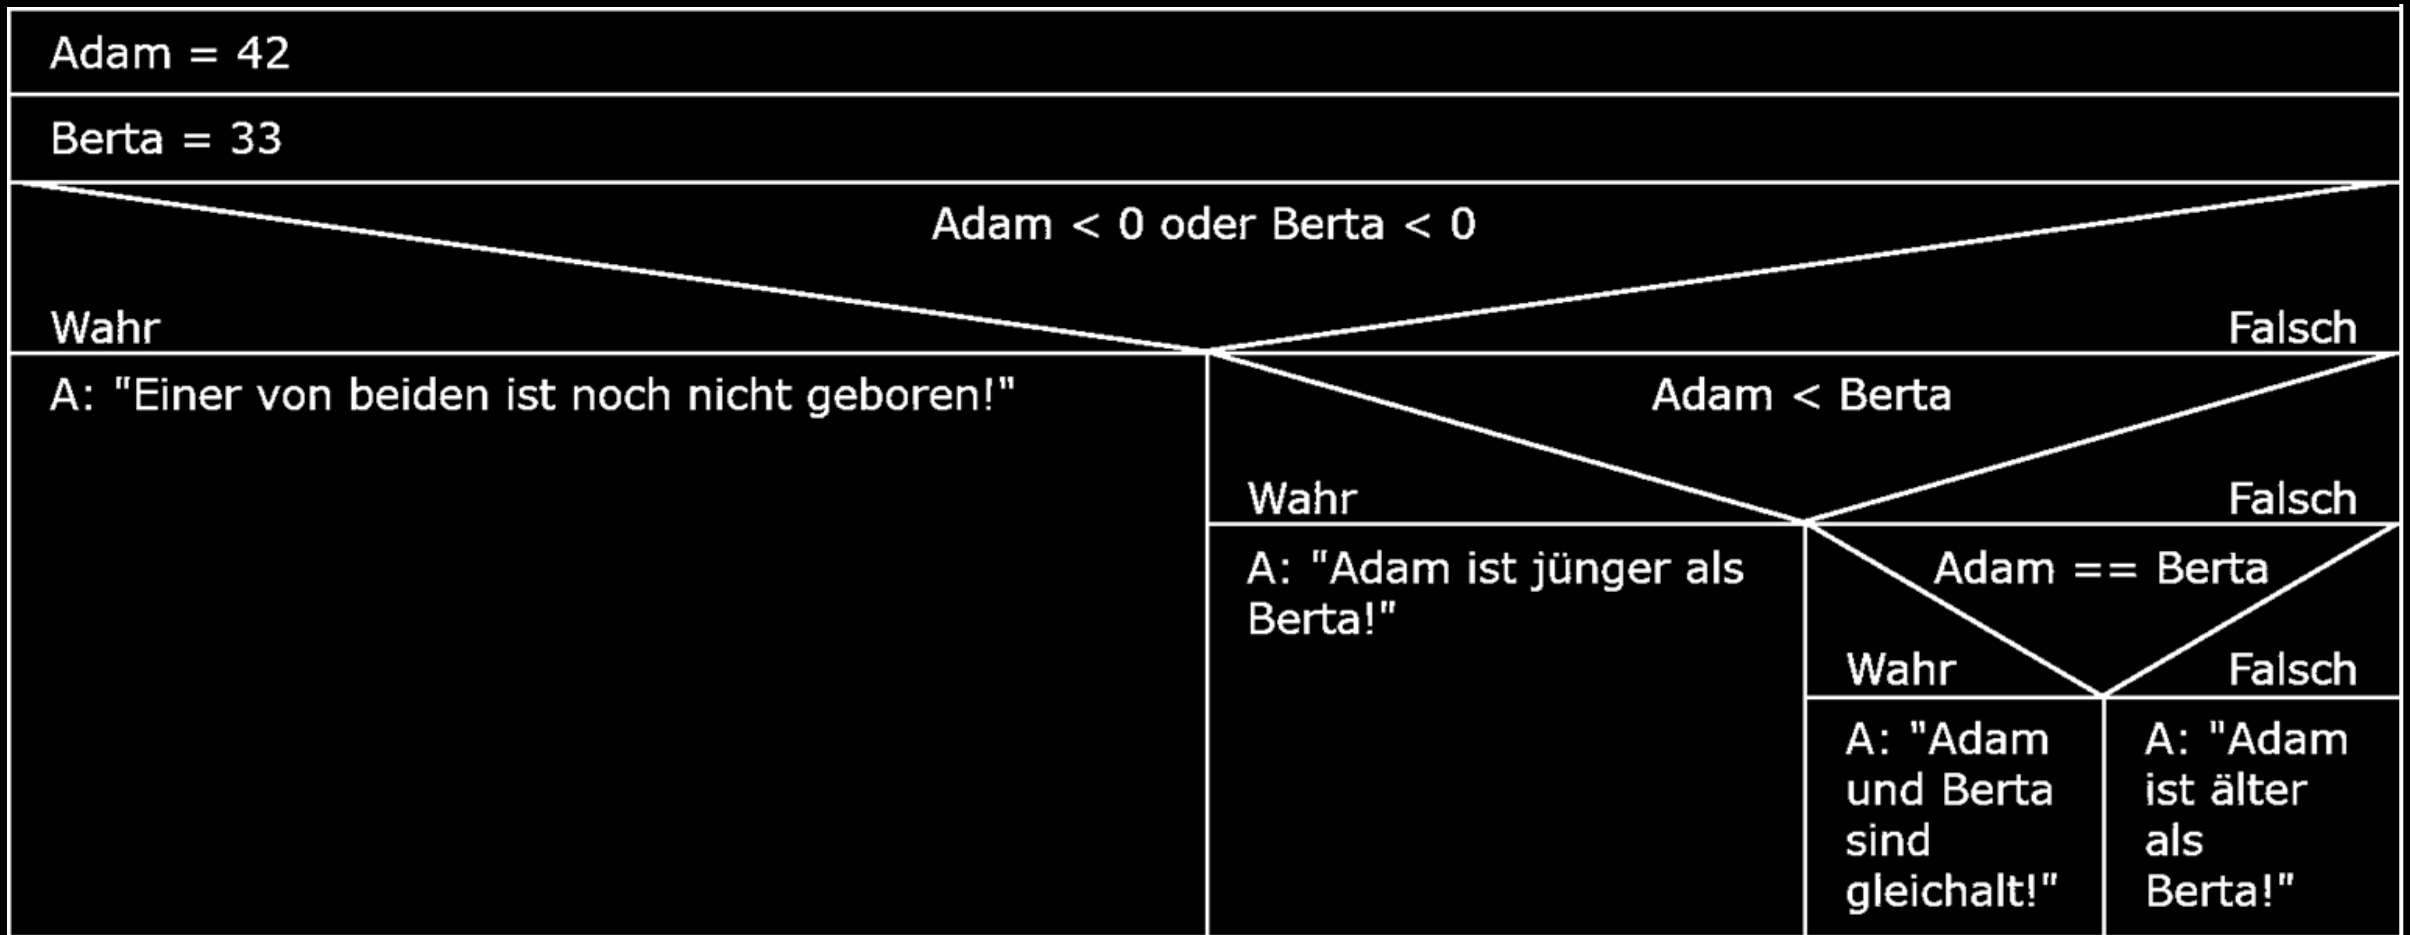 Adam = 42
Berta = 33
Adam < 0 oder Berta < 0
Wahr
Falsch
A: "Einer von beiden ist noch nicht geboren!"
Adam < Berta
Wahr
Falsch
A: "Adam ist jünger als
Berta!"
Adam == Berta
Wahr
Falsch
A: "Adam
und Berta
sind
gleichalt!"
A: "Adam
ist älter
als
Berta!"